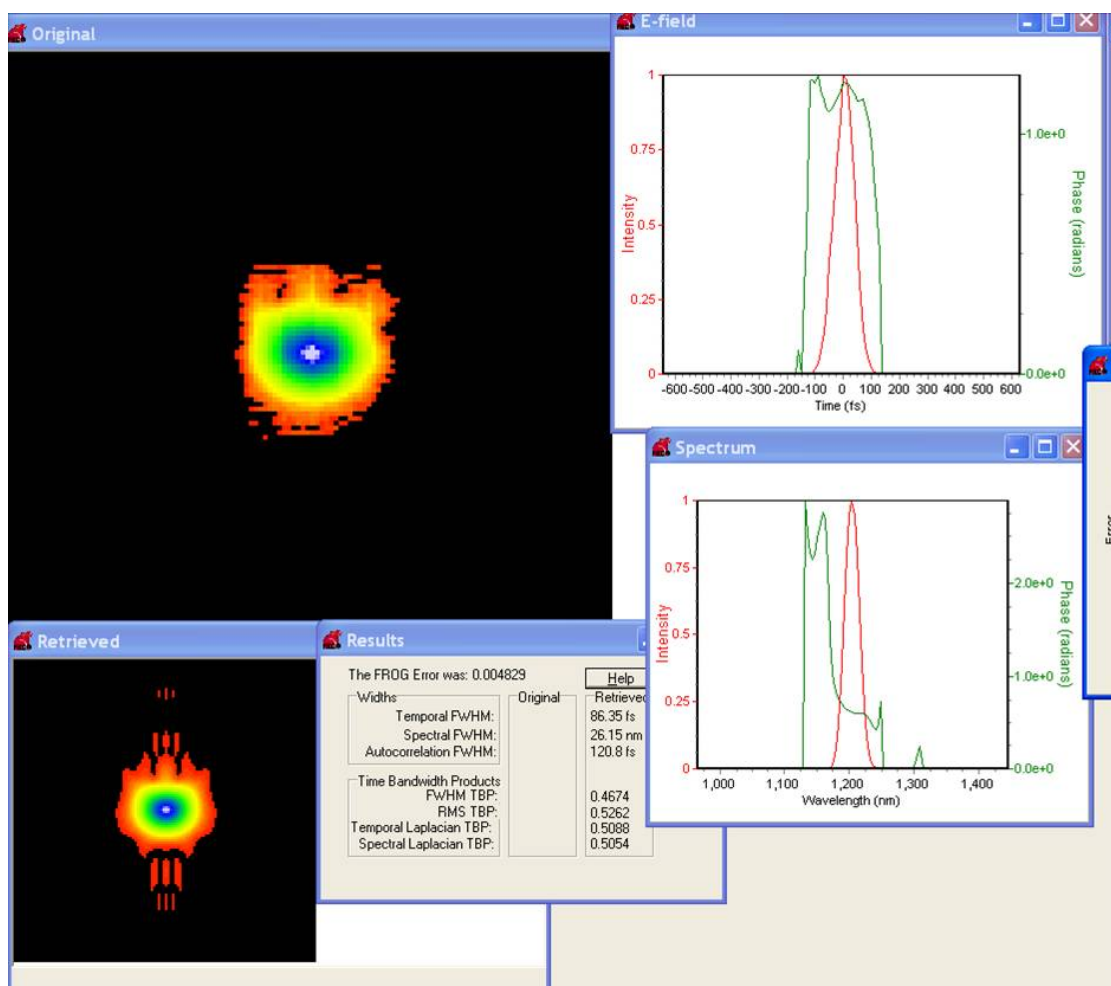 Original
E-field
1
0.75
0.5
0.25
0
Intensity
1.0e+0
0.0e+0
Phase (radians)
-600 -500 -400 -300 -200 -100 0 100 200 300 400 500 600
Time (fs)
Spectrum
1
0.75
0.5
0.25
0
Intensity
2.0e+0
1.0e+0
0.0e+0
Phase (radians)
1,000 1,100 1,200 1,300 1,400
Wavelength (nm)
Error
Retrieved
Results
The FROG Error was: 0.004829
Help
Widths Original Retrieved
Temporal FWHM: 86.35 fs
Spectral FWHM: 26.15 nm
Autocorrelation FWHM: 120.8 fs
Time Bandwidth Products
FWHM TBP: 0.4674
RMS TBP: 0.5262
Temporal Laplacian TBP: 0.5088
Spectral Laplacian TBP: 0.5054